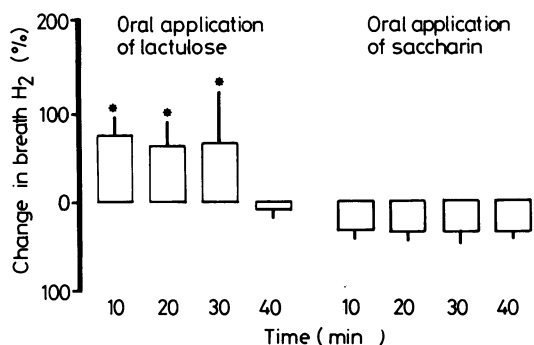 Change in breath H2 (%)
200
100
0
100
Oral application
of lactulose
Oral application
of saccharin
*
*
*
10 20 30 40 10 20 30 40
Time (min )